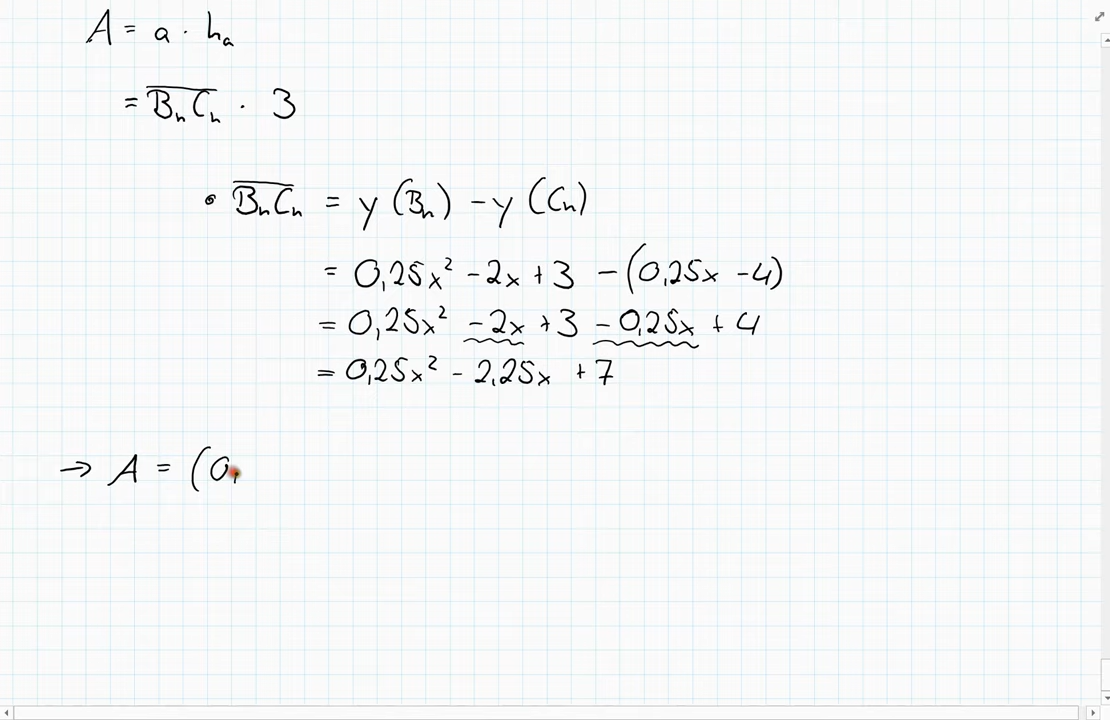 A = a · hₐ
= B̅ₙC̅ₙ · 3
• B̅ₙC̅ₙ = y (Bₙ) - y (Cₙ)
= 0,25x² - 2x + 3 - (0,25x - 4)
= 0,25x² - 2x + 3 - 0,25x + 4
= 0,25x² - 2,25x + 7
→ A = (0,